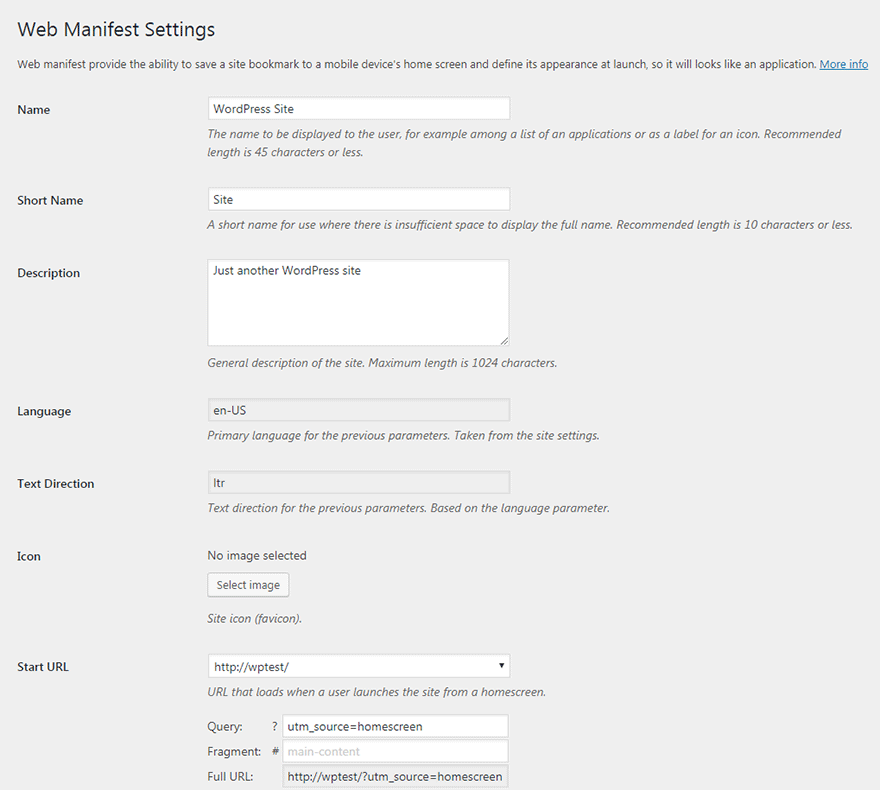 Web Manifest Settings
Web manifest provide the ability to save a site bookmark to a mobile device's home screen and define its appearance at launch, so it will looks like an application. More info
Name
WordPress Site
The name to be displayed to the user, for example among a list of an applications or as a label for an icon. Recommended
length is 45 characters or less.
Short Name
Site
A short name for use where there is insufficient space to display the full name. Recommended length is 10 characters or less.
Description
Just another WordPress site
General description of the site. Maximum length is 1024 characters.
Language
en-US
Primary language for the previous parameters. Taken from the site settings.
Text Direction
ltr
Text direction for the previous parameters. Based on the language parameter.
Icon
No image selected
Select image
Site icon (favicon).
Start URL
http://wptest/
URL that loads when a user launches the site from a homescreen.
Query: ? utm_source=homescreen
Fragment: # main-content
Full URL: http://wptest/?utm_source=homescreen